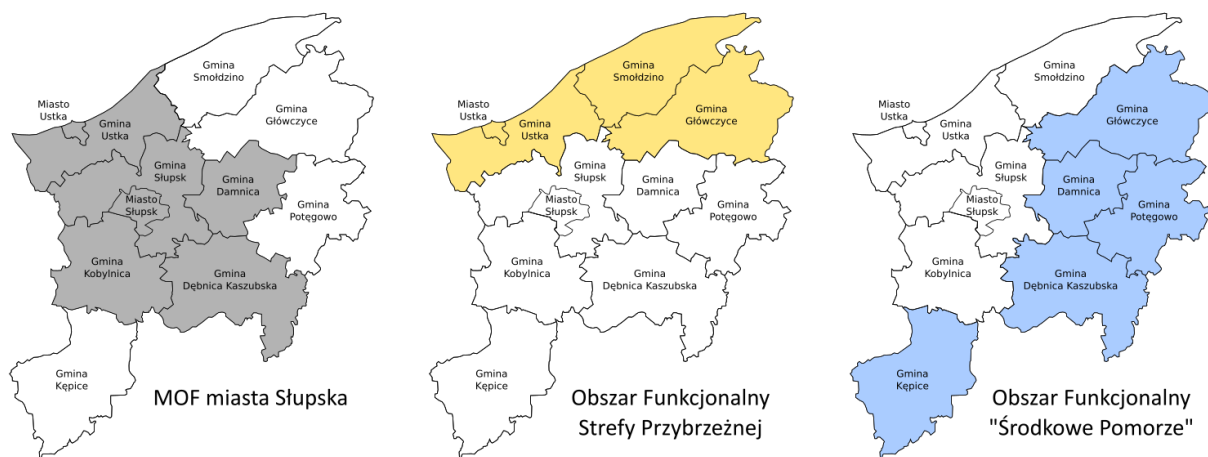 Gmina
Smołdzino
Gmina
Główczyce
Miasto
Ustka
Gmina
Ustka
Gmina
Słupsk
Gmina
Damnica
Miasto
Słupsk
Gmina
Potęgowo
Gmina
Kobylnica
Gmina
Dębnica Kaszubska
Gmina
Kępice
MOF miasta Słupska
Gmina
Smołdzino
Gmina
Główczyce
Miasto
Ustka
Gmina
Ustka
Gmina
Słupsk
Gmina
Damnica
Miasto
Słupsk
Gmina
Potęgowo
Gmina
Kobylnica
Gmina
Dębnica Kaszubska
Gmina
Kępice
Obszar Funkcjonalny
Strefy Przybrzeżnej
Gmina
Smołdzino
Gmina
Główczyce
Miasto
Ustka
Gmina
Ustka
Gmina
Słupsk
Gmina
Damnica
Miasto
Słupsk
Gmina
Potęgowo
Gmina
Kobylnica
Gmina
Dębnica Kaszubska
Gmina
Kępice
Obszar Funkcjonalny
"Środkowe Pomorze"